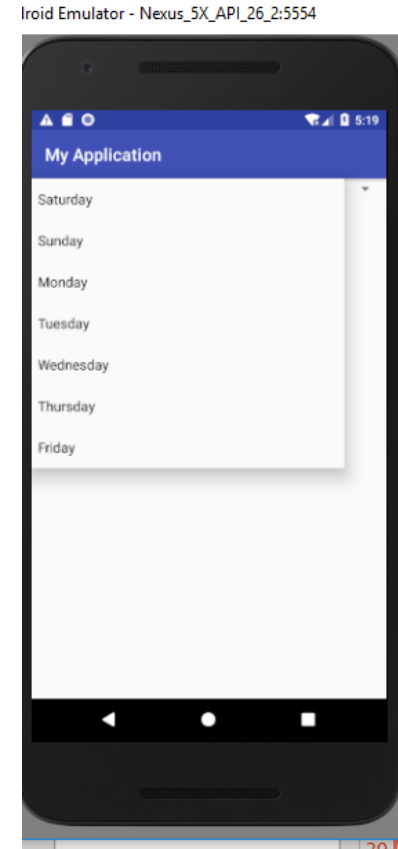 lroid Emulator - Nexus_5X_API_26_2:5554
5:19
My Application
Saturday
Sunday
Monday
Tuesday
Wednesday
Thursday
Friday